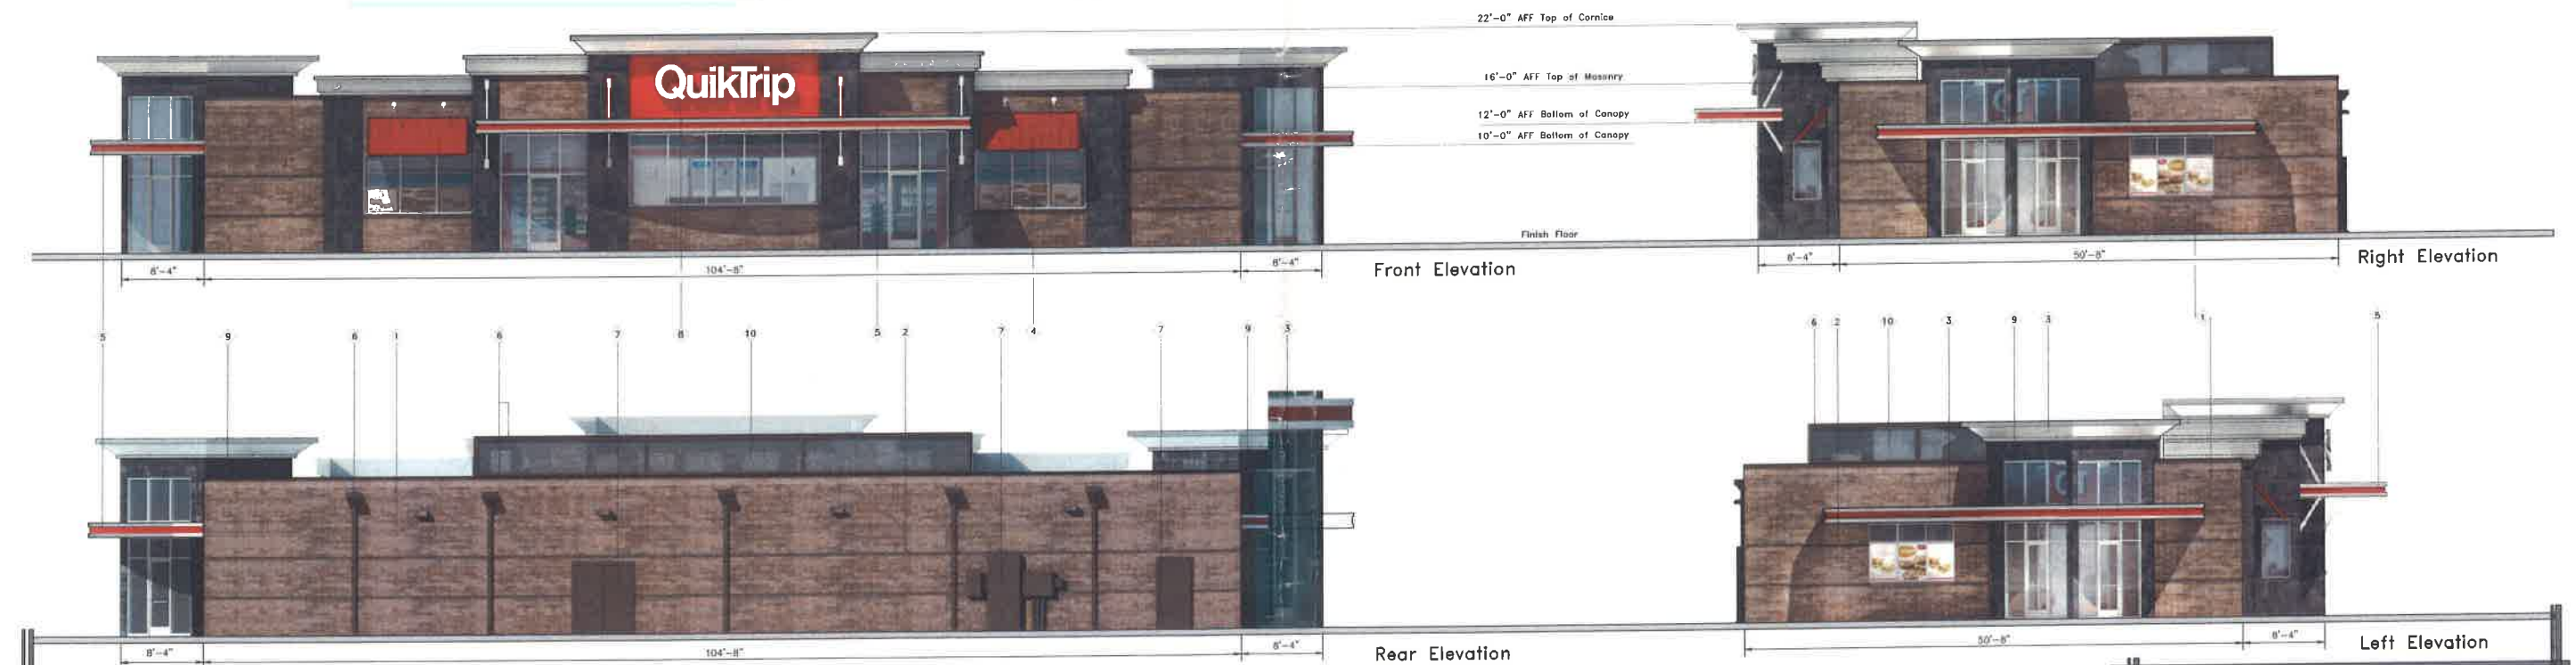 22'-0" AFF Top of Cornice
QuikTrip
16'-0" AFF Top of Masonry
12'-0" AFF Bottom of Canopy
10'-0" AFF Bottom of Canopy
Finish Floor
8'-4" 104'-8" 8'-4" Front Elevation
8'-4" 50'-8" Right Elevation
5 9 6 1 6 7 8 10 5 2 7 4 7 9 3
6 2 10 3 9 3 1 5
8'-4" 104'-8" 8'-4" Rear Elevation
50'-8" 8'-4" Left Elevation